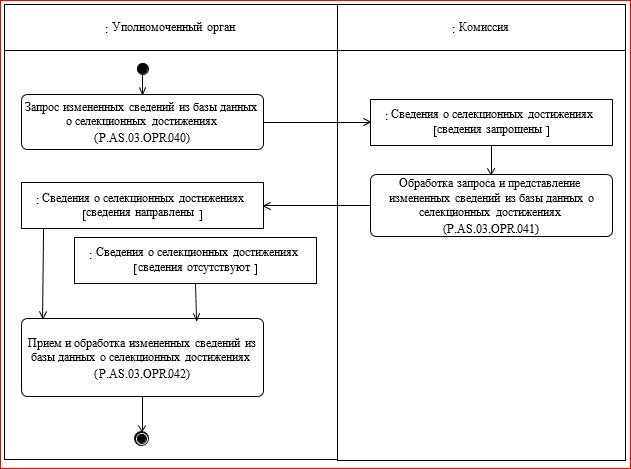 : Уполномоченный орган
: Комиссия
Запрос измененных сведений из базы данных
о селекционных достижениях
(P.AS.03.OPR.040)
: Сведения о селекционных достижениях
[сведения запрошены ]
Обработка запроса и представление
измененных сведений из базы данных о
селекционных достижениях
(P.AS.03.OPR.041)
: Сведения о селекционных достижениях
[сведения направлены ]
: Сведения о селекционных достижениях
[сведения отсутствуют ]
Прием и обработка измененных сведений из
базы данных о селекционных достижениях
(P.AS.03.OPR.042)